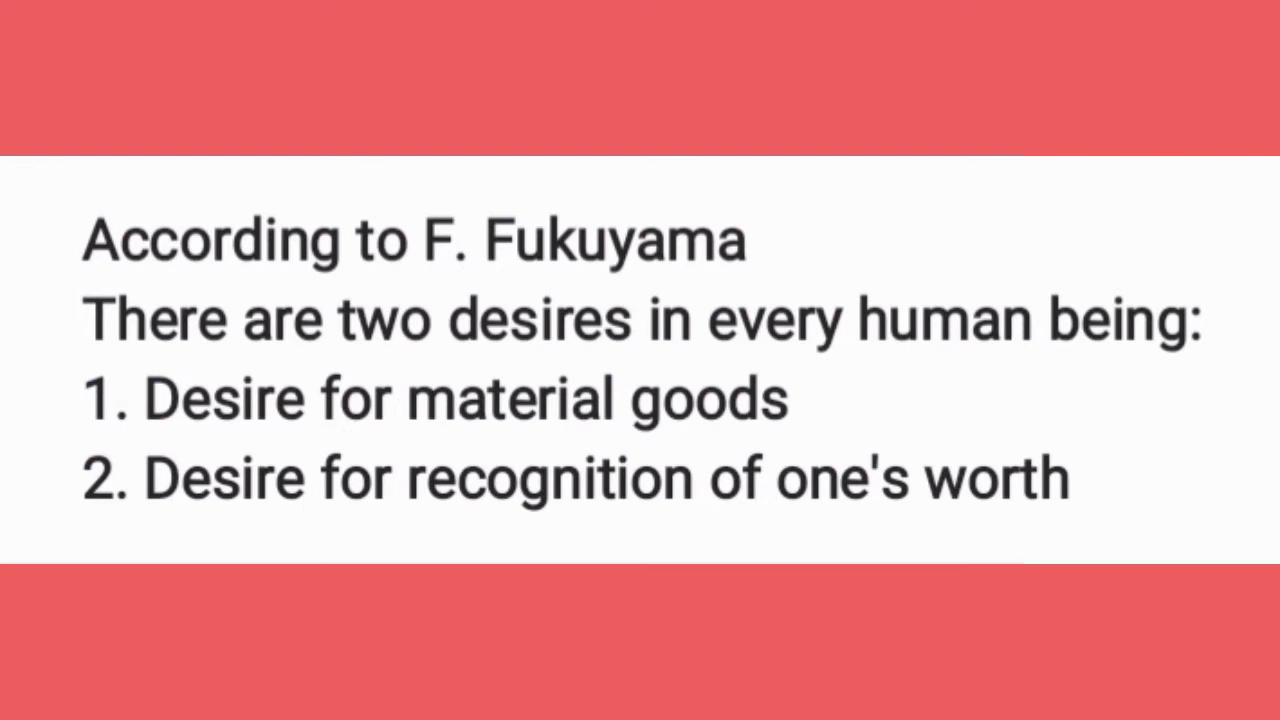 According to F. Fukuyama
There are two desires in every human being:
1. Desire for material goods
2. Desire for recognition of one's worth